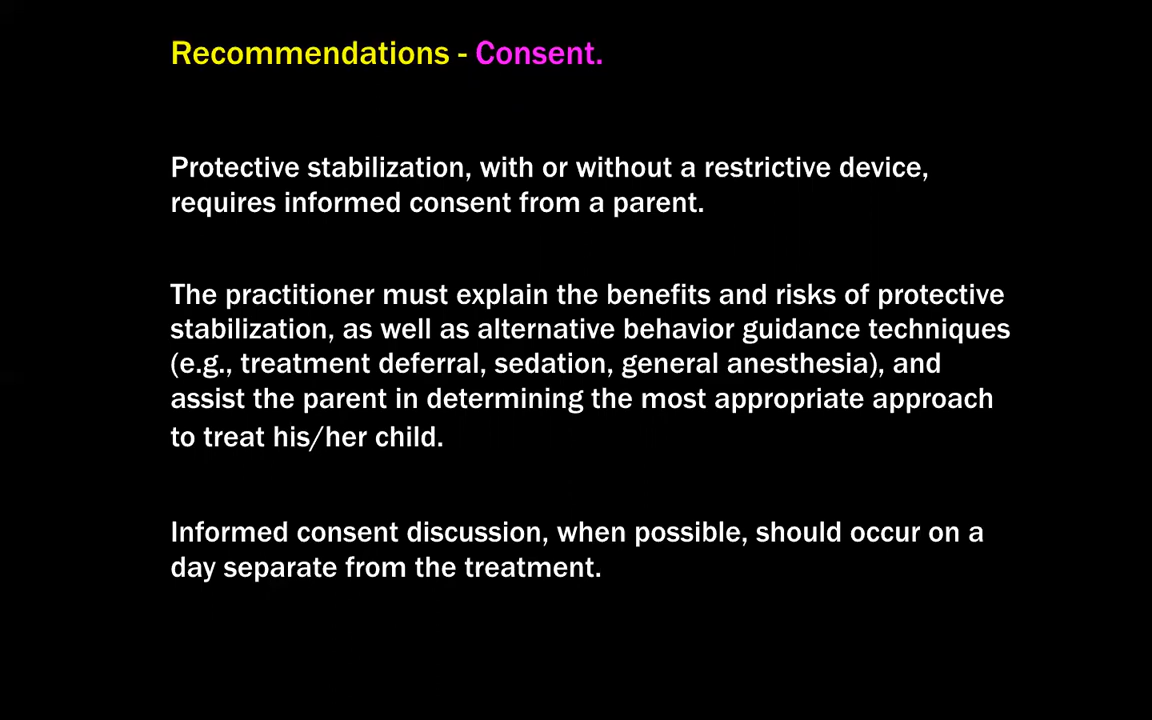 Recommendations - Consent.
Protective stabilization, with or without a restrictive device,
requires informed consent from a parent.
The practitioner must explain the benefits and risks of protective
stabilization, as well as alternative behavior guidance techniques
(e.g., treatment deferral, sedation, general anesthesia), and
assist the parent in determining the most appropriate approach
to treat his/her child.
Informed consent discussion, when possible, should occur on a
day separate from the treatment.